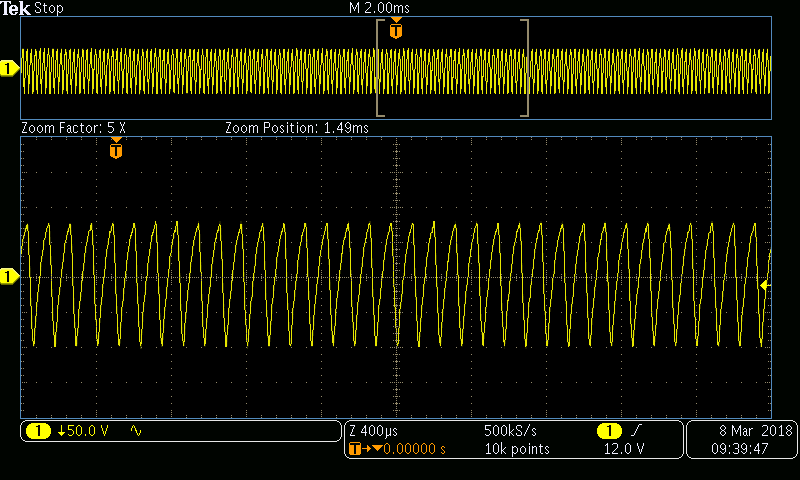 Tek Stop M 2.00ms
T
1
Zoom Factor: 5 X Zoom Position: 1.49ms
T
1
1 50.0 V Z 400µs 500kS/s 1 8 Mar 2018
T→▼0.00000 s 10k points 12.0 V 09:39:47